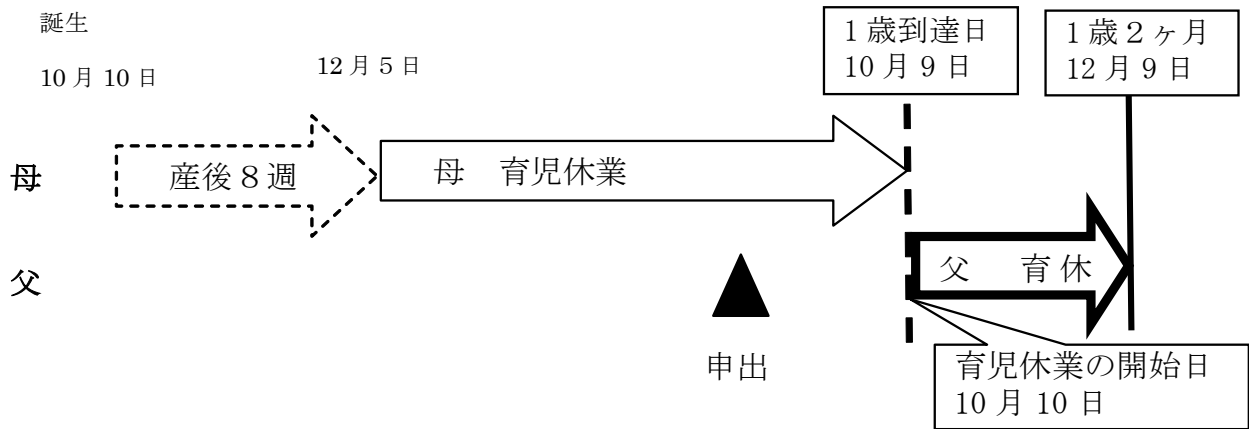 誕生
10月10日
12月5日
1歳到達日
10月9日
1歳2ヶ月
12月9日
母
産後8週
母 育児休業
父
父 育休
申出
育児休業の開始日
10月10日